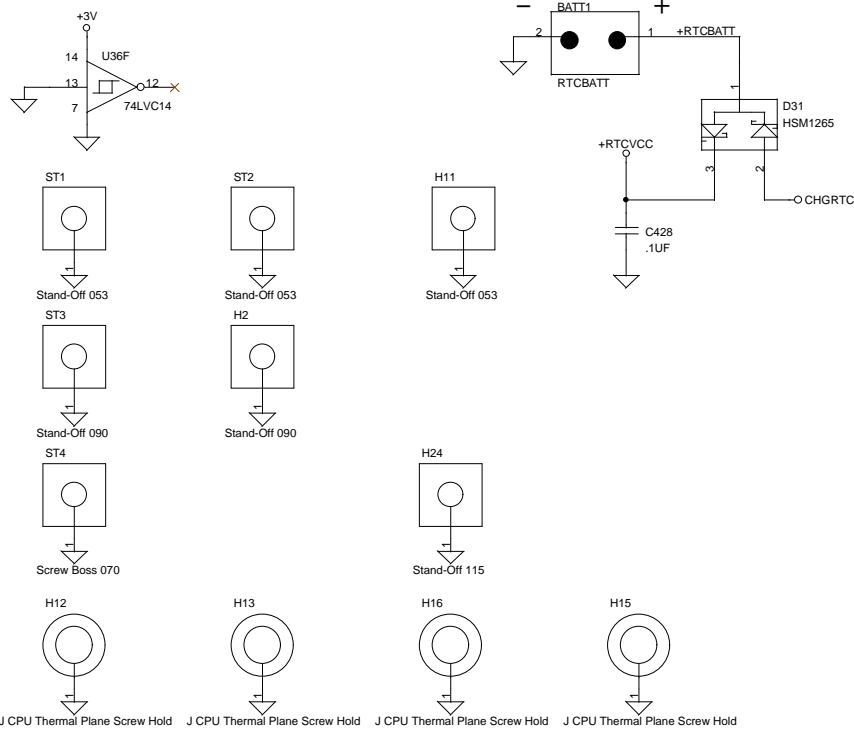 +3V
14
U36F
13
12
7
74LVC14
−
BATT1
+
2
1
+RTCBATT
RTCBATT
1
D31
HSM1265
+RTCVCC
3
2
CHGRTC
C428
.1UF
ST1
ST2
H11
1
1
1
Stand-Off 053
Stand-Off 053
Stand-Off 053
ST3
H2
1
1
Stand-Off 090
Stand-Off 090
ST4
H24
1
1
Screw Boss 070
Stand-Off 115
H12
H13
H16
H15
1
1
1
1
J CPU Thermal Plane Screw Hold
J CPU Thermal Plane Screw Hold
J CPU Thermal Plane Screw Hold
J CPU Thermal Plane Screw Hold